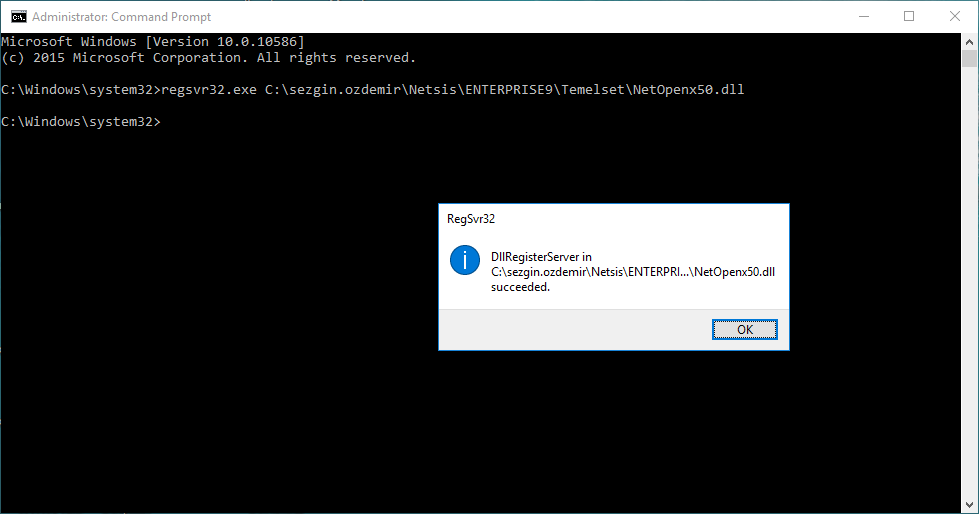 Administrator: Command Prompt
Microsoft Windows [Version 10.0.10586]
(c) 2015 Microsoft Corporation. All rights reserved.
C:\Windows\system32>regsvr32.exe C:\sezgin.ozdemir\Netsis\ENTERPRISE9\Temelset\NetOpenx50.dll
C:\Windows\system32>
RegSvr32
DllRegisterServer in
C:\sezgin.ozdemir\Netsis\ENTERPRI...\NetOpenx50.dll
succeeded.
OK